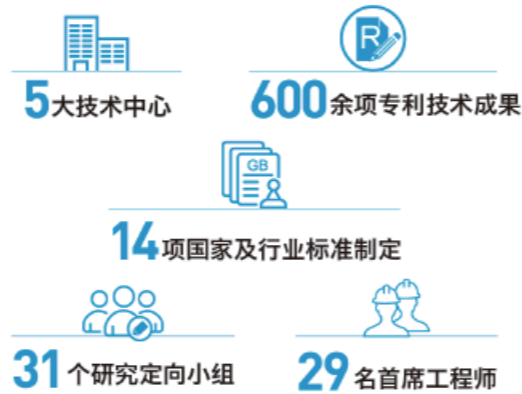 R
5大技术中心
600余项专利技术成果
GB
14项国家及行业标准制定
31个研究定向小组
29名首席工程师